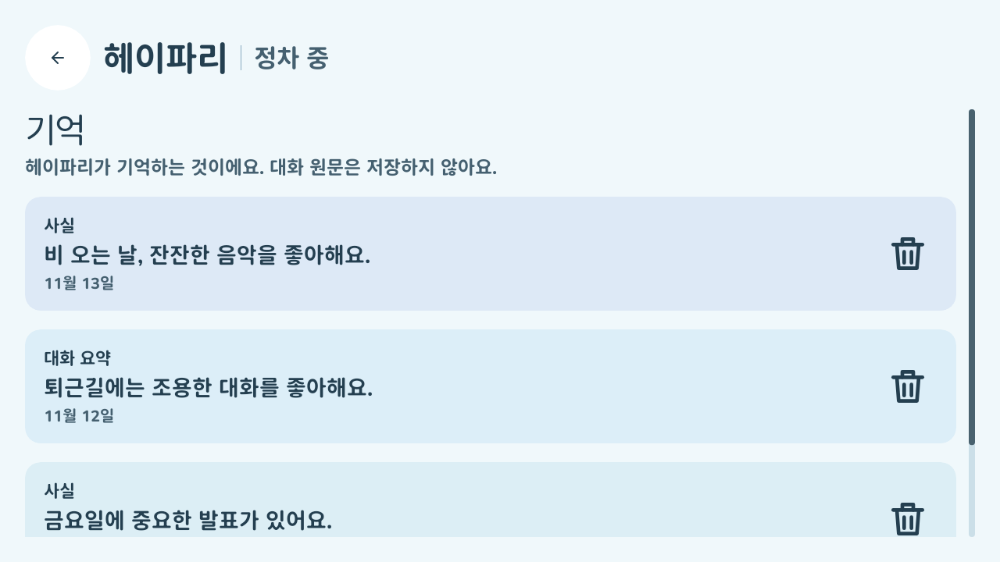 헤이파리 정차 중
기억
헤이파리가 기억하는 것이에요. 대화 원문은 저장하지 않아요.
사실
비 오는 날, 잔잔한 음악을 좋아해요.
11월 13일
대화 요약
퇴근길에는 조용한 대화를 좋아해요.
11월 12일
사실
금요일에 중요한 발표가 있어요.